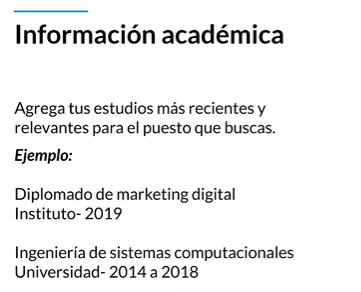 Información académica
Agrega tus estudios más recientes y
relevantes para el puesto que buscas.
Ejemplo:
Diplomado de marketing digital
Instituto- 2019
Ingeniería de sistemas computacionales
Universidad- 2014 a 2018